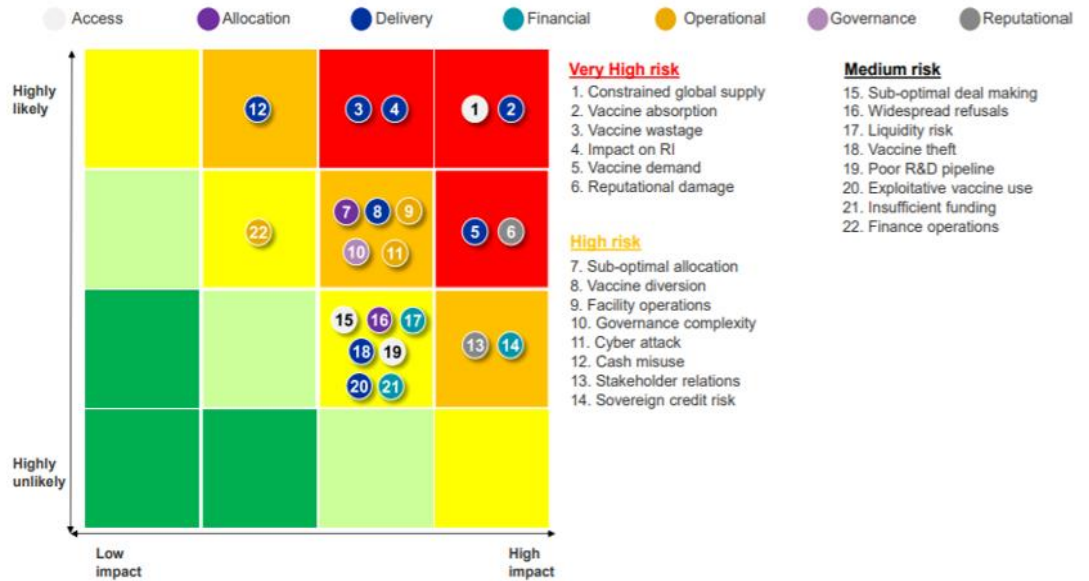 Access Allocation Delivery Financial Operational Governance Reputational
Highly
likely
12 3 4 1 2
7 8 9
10 11
22
5 6
15 16 17
18 19
20 21
13 14
Highly
unlikely
Low
impact
High
impact
Very High risk
1. Constrained global supply
2. Vaccine absorption
3. Vaccine wastage
4. Impact on RI
5. Vaccine demand
6. Reputational damage
High risk
7. Sub-optimal allocation
8. Vaccine diversion
9. Facility operations
10. Governance complexity
11. Cyber attack
12. Cash misuse
13. Stakeholder relations
14. Sovereign credit risk
Medium risk
15. Sub-optimal deal making
16. Widespread refusals
17. Liquidity risk
18. Vaccine theft
19. Poor R&D pipeline
20. Exploitative vaccine use
21. Insufficient funding
22. Finance operations